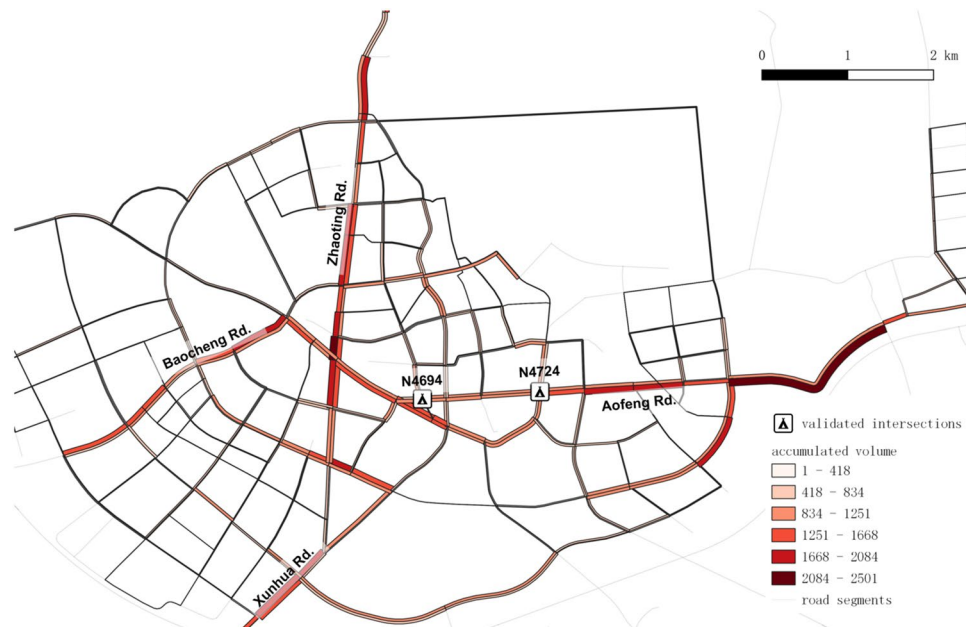 0 1 2 km
Zhaoting Rd.
Baocheng Rd.
N4694
N4724
Aofeng Rd.
Xunhua Rd.
validated intersections
accumulated volume
1 - 418
418 - 834
834 - 1251
1251 - 1668
1668 - 2084
2084 - 2501
road segments